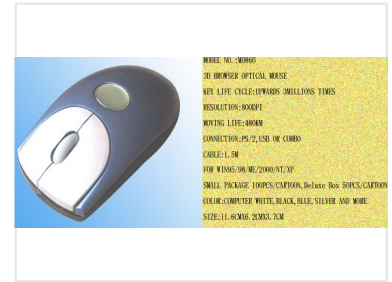 MODEL NO.:MO860
3D BROWSER OPTICAL MOUSE
KEY LIFE CYCLE:UPWARDS 3MILLIONS TIMES
RESOLUTION:800DPI
MOVING LIFE:480KM
CONNECTION:PS/2,USB OR COMBO
CABLE:1.5M
FOR WIN95/98/ME/2000/NT/XP
SMALL PACKAGE 100PCS/CARTOON,Deluxe Box 50PCS/CARTOON
COLOR:COMPUTER WHITE,BLACK,BLUE,SILVER AND MORE
SIZE:11.6CMX6.2CMX3.7CM